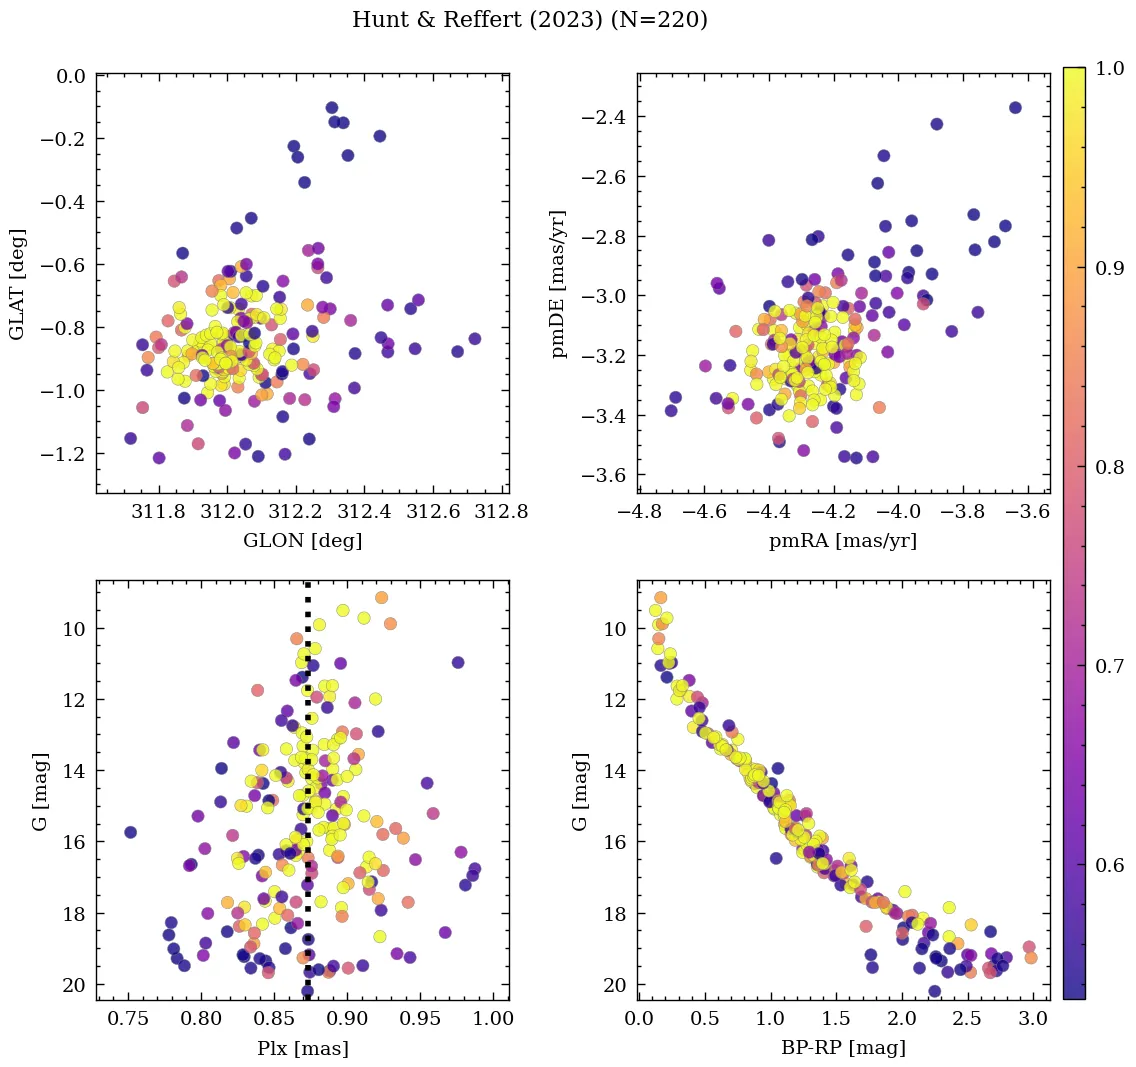 Hunt & Reffert (2023) (N=220)
0.0
−0.2
−0.4
−0.6
−0.8
−1.0
−1.2
GLAT [deg]
311.8 312.0 312.2 312.4 312.6 312.8
GLON [deg]
−2.4
−2.6
−2.8
−3.0
−3.2
−3.4
−3.6
pmDE [mas/yr]
−4.8 −4.6 −4.4 −4.2 −4.0 −3.8 −3.6
pmRA [mas/yr]
1.0
0.9
0.8
0.7
0.6
10
12
14
16
18
20
G [mag]
0.75 0.80 0.85 0.90 0.95 1.00
Plx [mas]
10
12
14
16
18
20
G [mag]
0.0 0.5 1.0 1.5 2.0 2.5 3.0
BP-RP [mag]